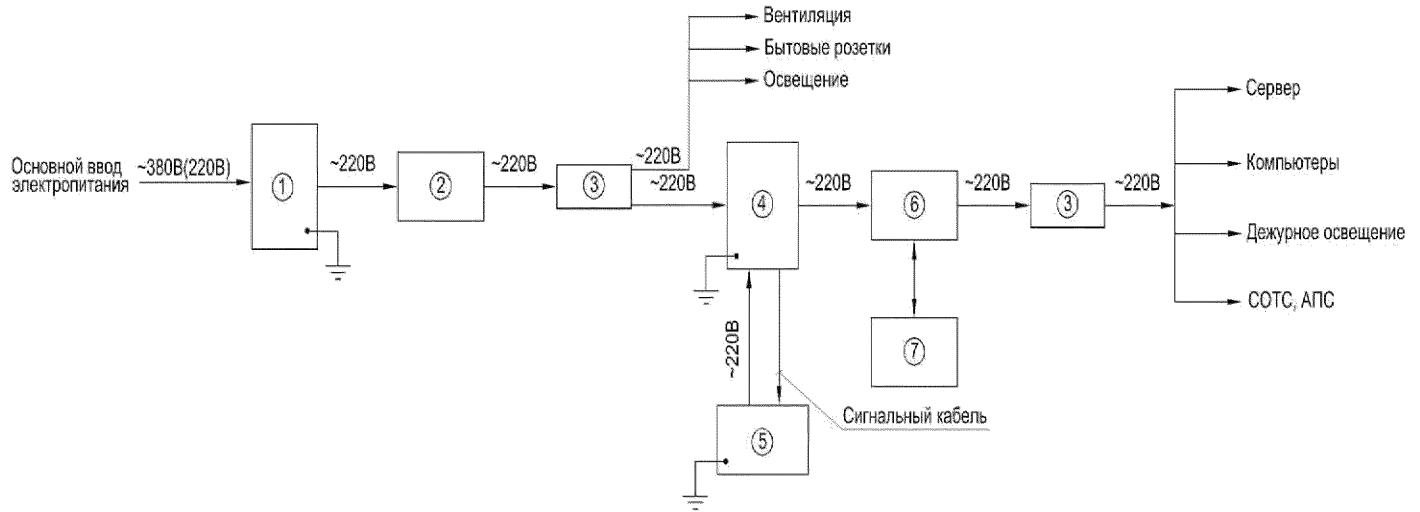 Вентиляция
Бытовые розетки
Освещение
Основной ввод
электропитания
~380В(220В)
1
~220В
2
~220В
3
~220В
~220В
4
~220В
6
~220В
3
~220В
Сервер
Компьютеры
Дежурное освещение
СОТС, АПС
~220В
7
Сигнальный кабель
5